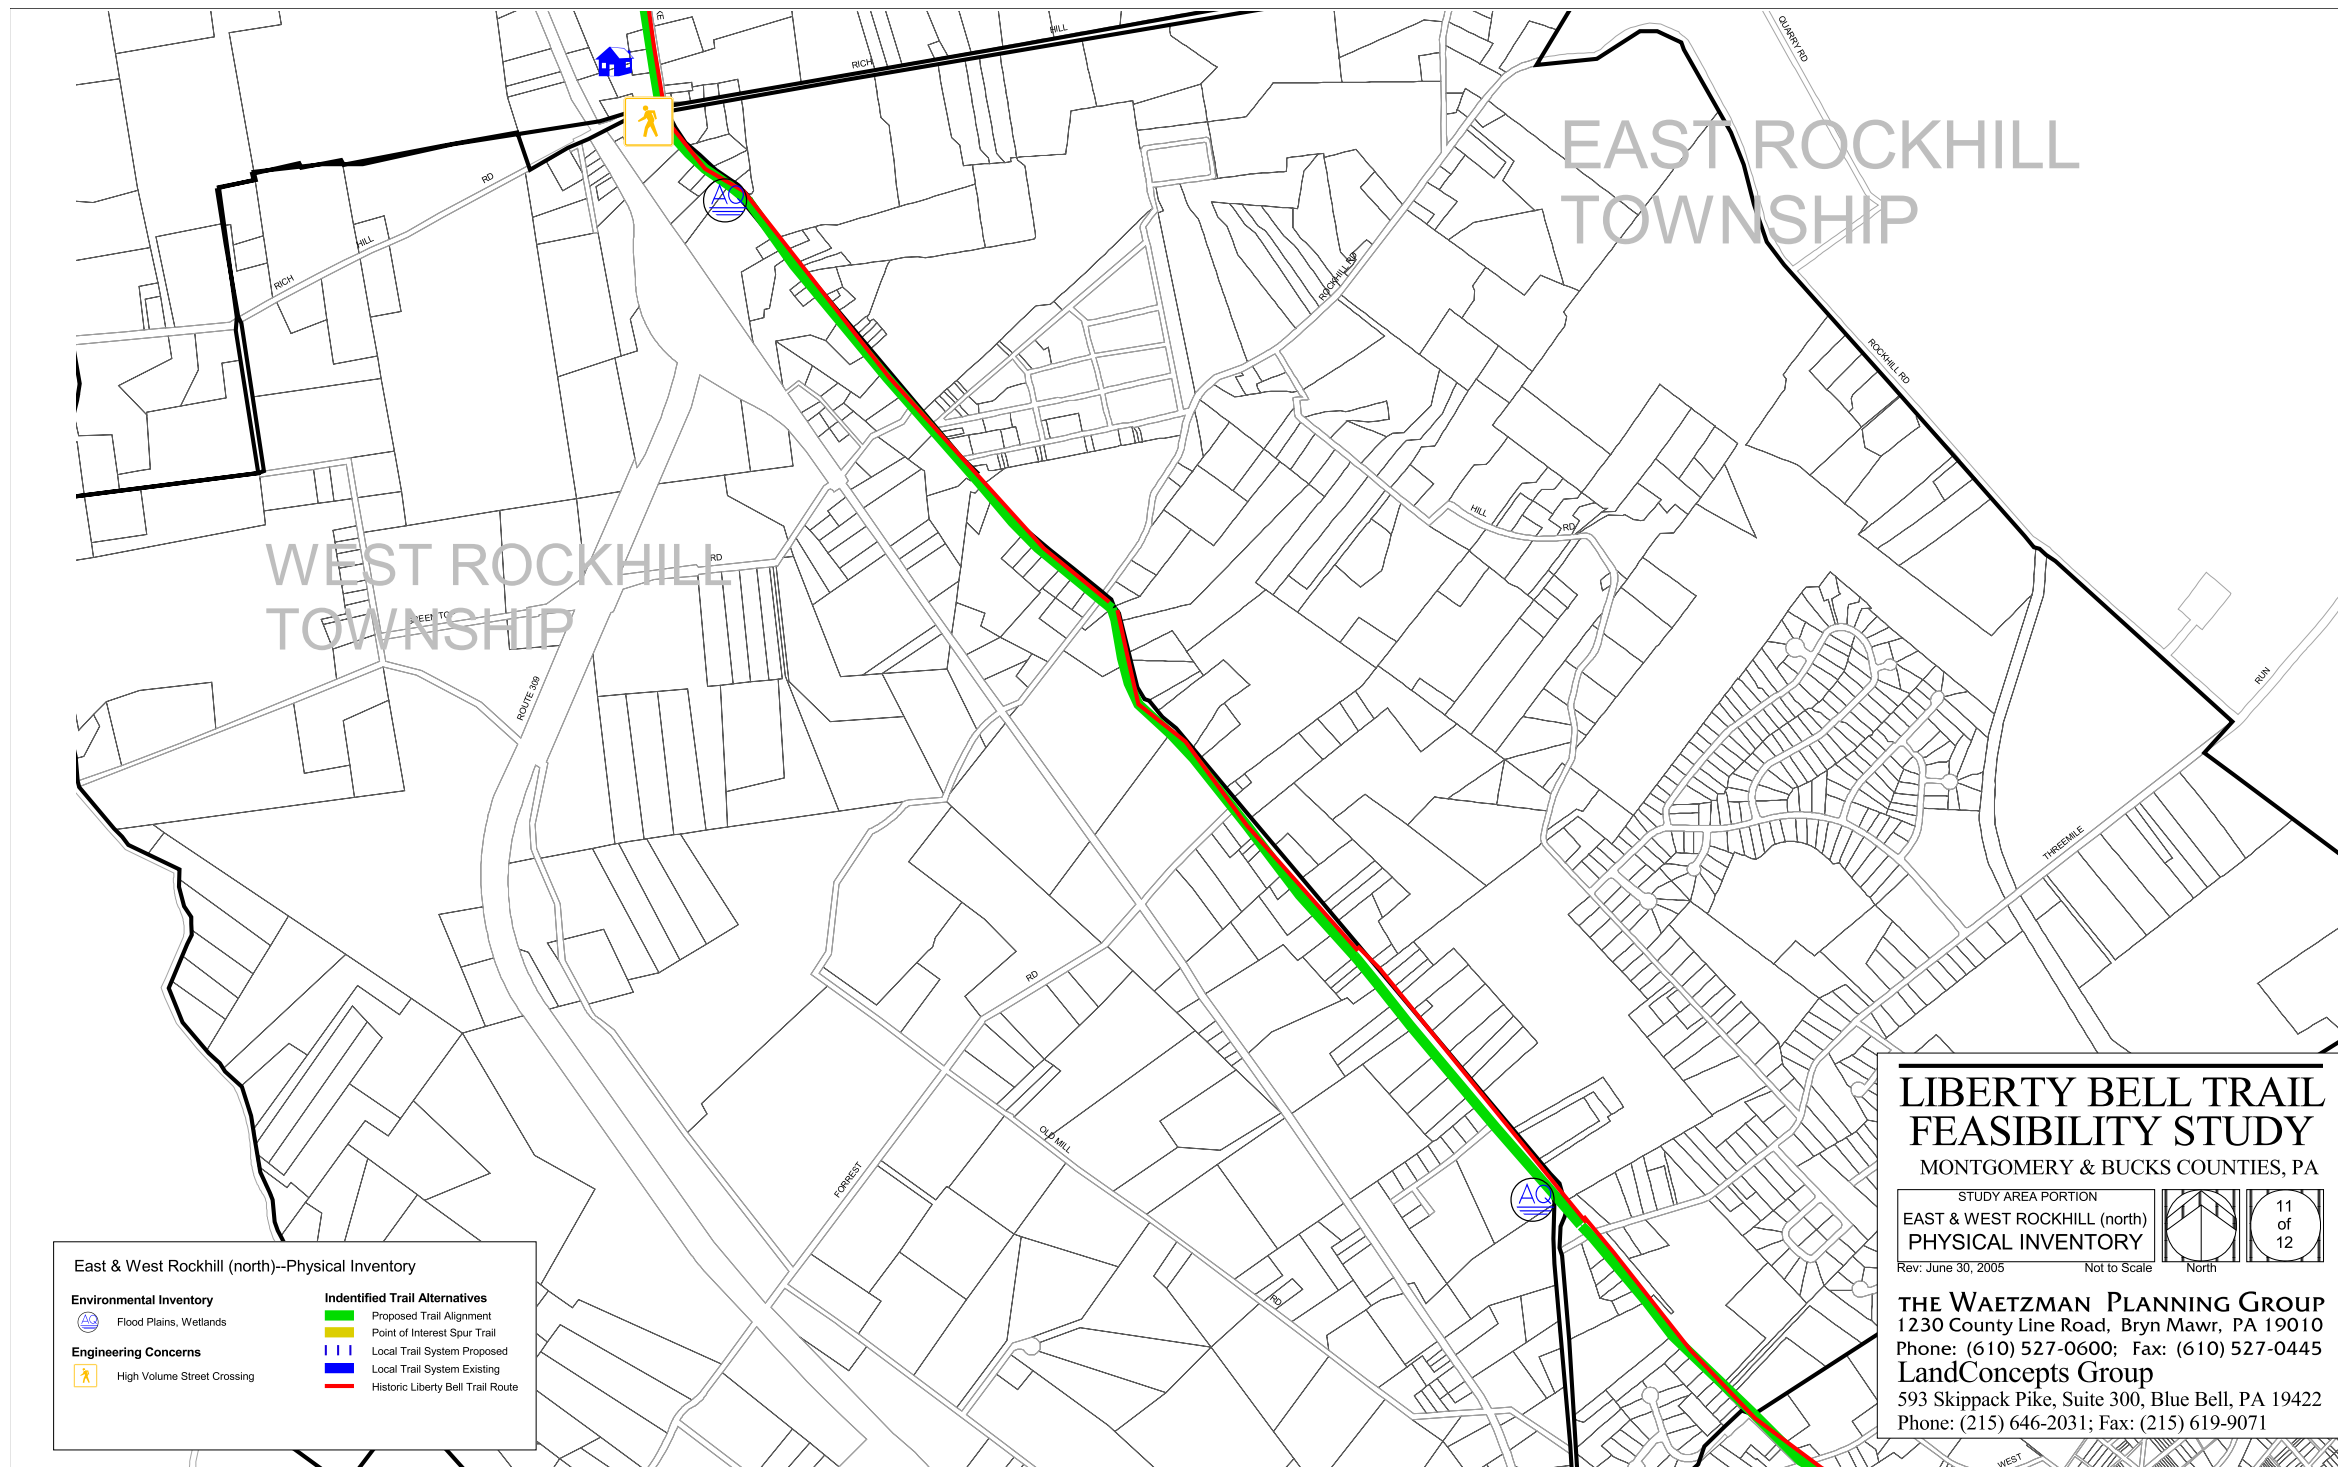 KE
HILL
RICH
QUARRY RD
EAST ROCKHILL
TOWNSHIP
AQ
RD
HILL
RICH
ROCKHILL RD
ROCKHILL RD
HILL
RD
WEST ROCKHILL
TOWNSHIP
RD
ROUTE 309
RUN
THREEMILE
RD
OLD MILL
FORREST
AQ
RD
WEST
East & West Rockhill (north)--Physical Inventory
Environmental Inventory
AQ
Flood Plains, Wetlands
Engineering Concerns
High Volume Street Crossing
Indentified Trail Alternatives
Proposed Trail Alignment
Point of Interest Spur Trail
Local Trail System Proposed
Local Trail System Existing
Historic Liberty Bell Trail Route
LIBERTY BELL TRAIL
FEASIBILITY STUDY
MONTGOMERY & BUCKS COUNTIES, PA
STUDY AREA PORTION
EAST & WEST ROCKHILL (north)
PHYSICAL INVENTORY
11
of
12
Rev: June 30, 2005
Not to Scale
North
THE WAETZMAN PLANNING GROUP
1230 County Line Road, Bryn Mawr, PA 19010
Phone: (610) 527-0600; Fax: (610) 527-0445
LandConcepts Group
593 Skippack Pike, Suite 300, Blue Bell, PA 19422
Phone: (215) 646-2031; Fax: (215) 619-9071